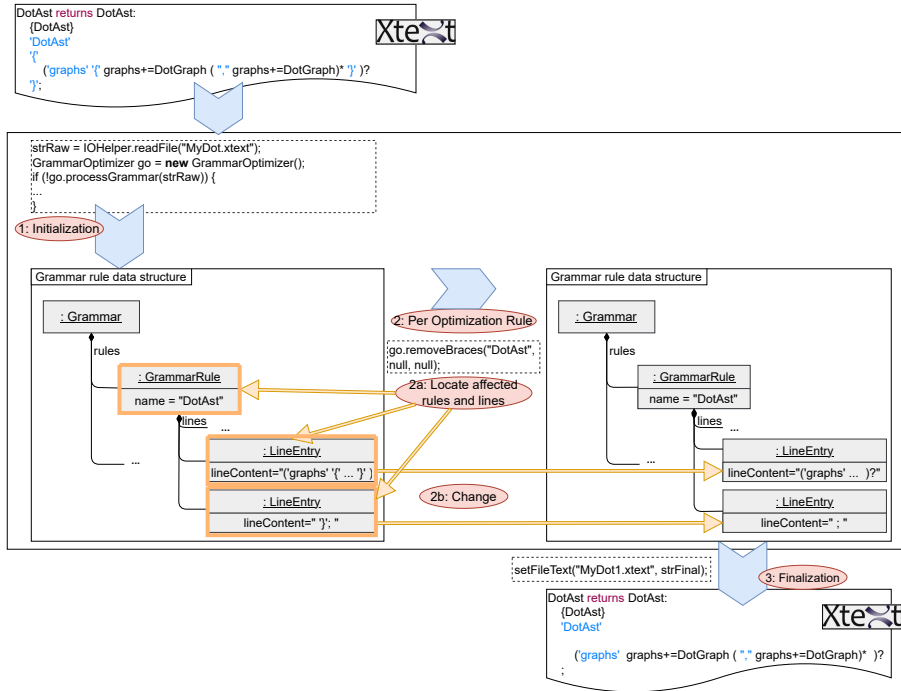 DotAst returns DotAst:
{DotAst}
'DotAst'
'{'
('graphs' '{' graphs+=DotGraph ( "," graphs+=DotGraph)* '}' )?
'}';
Xtext
strRaw = IOHelper.readFile("MyDot.xtext");
GrammarOptimizer go = new GrammarOptimizer();
if (!go.processGrammar(strRaw)) {
...
}
1: Initialization
Grammar rule data structure
: Grammar
rules
: GrammarRule
name = "DotAst"
lines
...
...
: LineEntry
lineContent="('graphs' '{' ... '}' )
: LineEntry
lineContent=" '}'; "
2: Per Optimization Rule
go.removeBraces("DotAst",
null, null);
2a: Locate affected
rules and lines
2b: Change
Grammar rule data structure
: Grammar
rules
: GrammarRule
name = "DotAst"
lines
...
...
: LineEntry
lineContent="('graphs' ... )?"
: LineEntry
lineContent=" ; "
setFileText("MyDot1.xtext", strFinal);
3: Finalization
DotAst returns DotAst:
{DotAst}
'DotAst'
('graphs' graphs+=DotGraph ( "," graphs+=DotGraph)* )?
;
Xtext